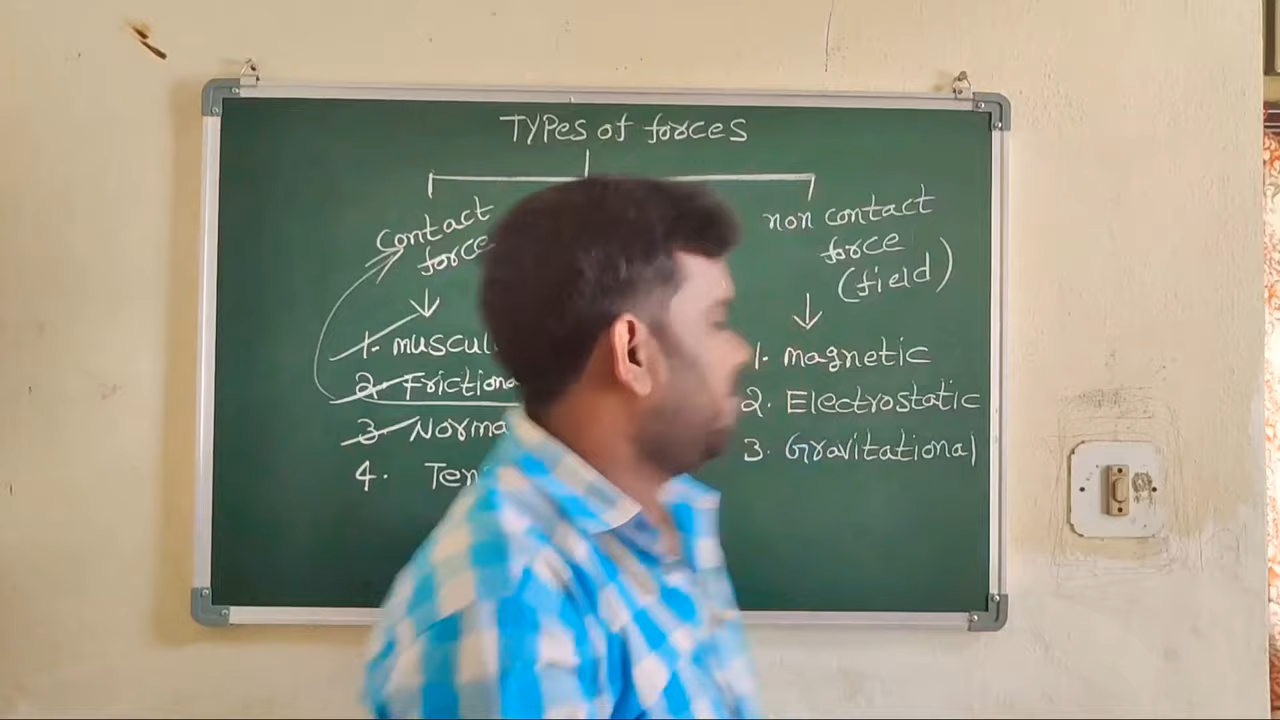 TYPes of forces
contact
force
1. muscul
2. Frictiona
3. Norma
4. Ten
non contact
force
(field)
1. magnetic
2. Electrostatic
3. Gravitational